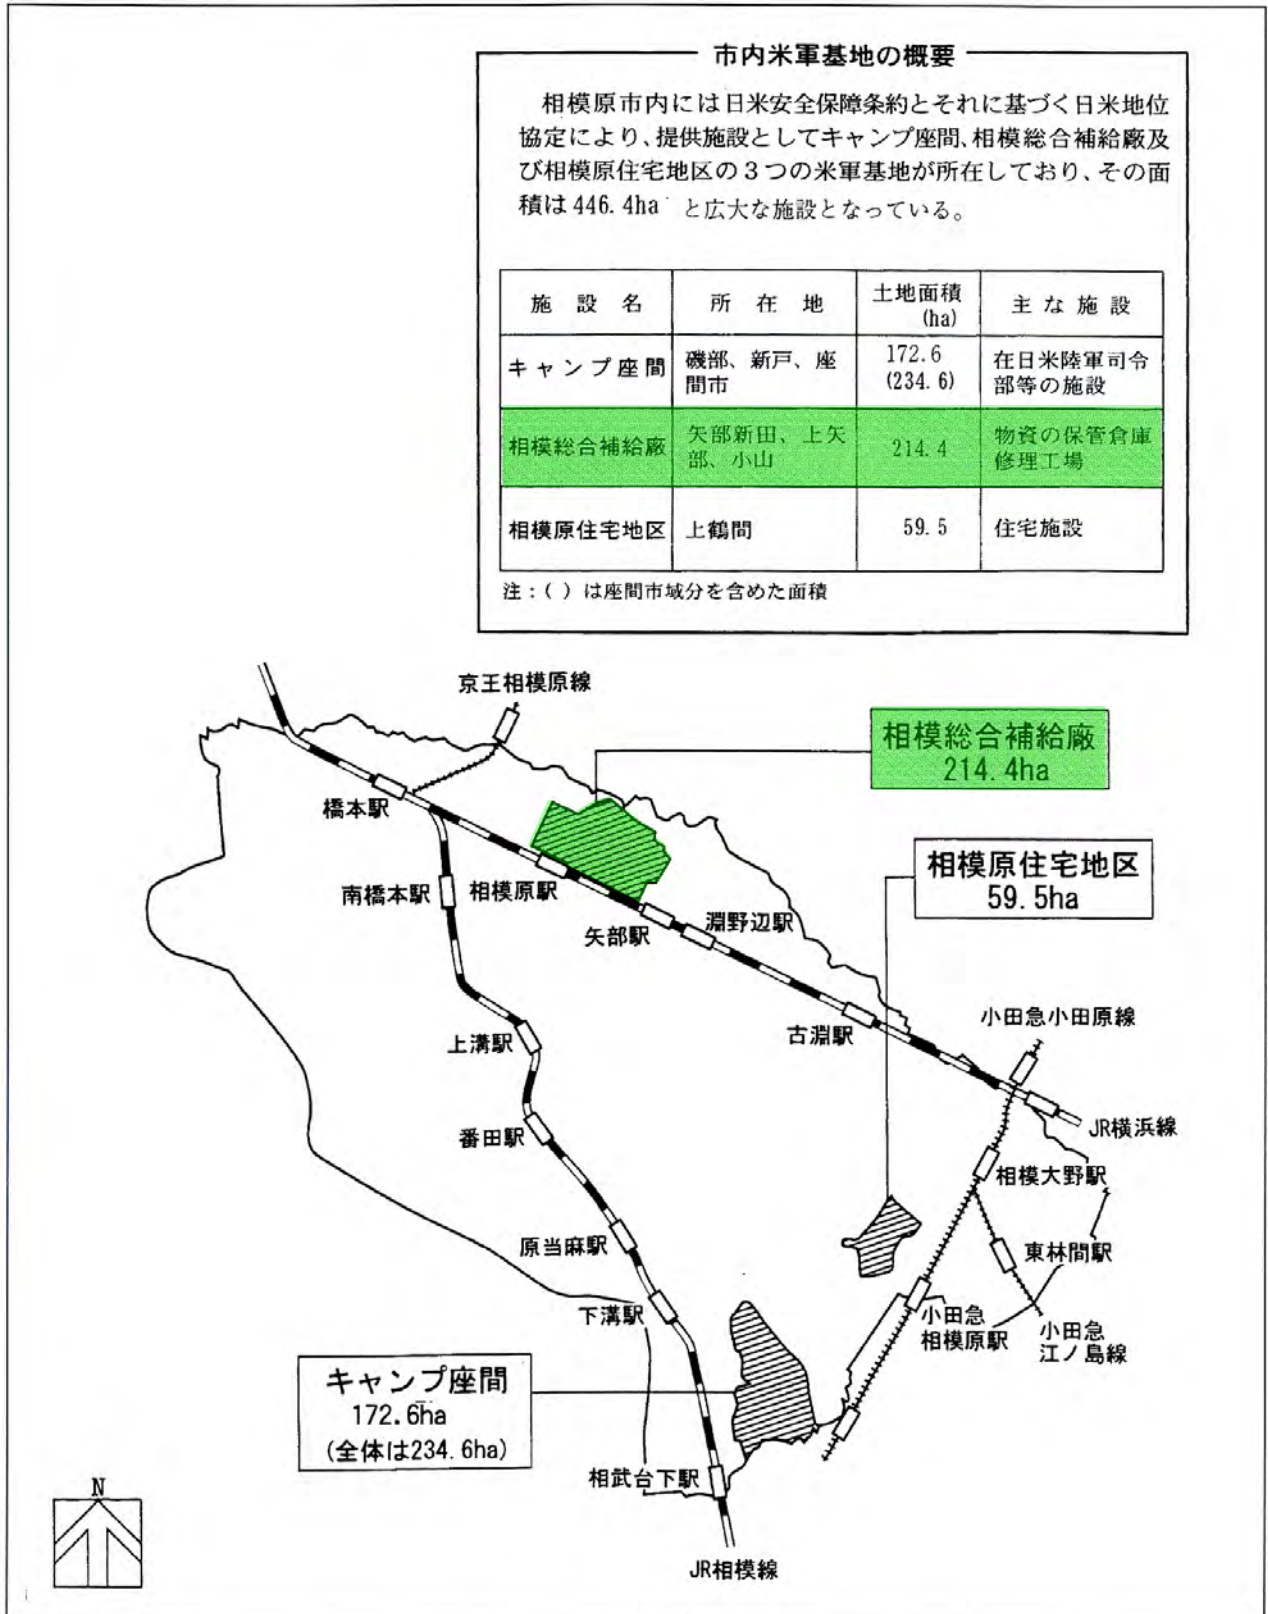 市内米軍基地の概要
相模原市内には日米安全保障条約とそれに基づく日米地位
協定により、提供施設としてキャンプ座間、相模総合補給廠及
び相模原住宅地区の3つの米軍基地が所在しており、その面
積は446.4ha と広大な施設となっている。
施設名 所在地 土地面積(ha) 主な施設
キャンプ座間 磯部、新戸、座間市 172.6 (234.6) 在日米陸軍司令部等の施設
相模総合補給廠 矢部新田、上矢部、小山 214.4 物資の保管倉庫 修理工場
相模原住宅地区 上鶴間 59.5 住宅施設
注:( )は座間市域分を含めた面積
京王相模原線
相模総合補給廠
214.4ha
橋本駅
相模原住宅地区
59.5ha
南橋本駅
相模原駅
矢部駅
淵野辺駅
上溝駅
古淵駅
小田急小田原線
番田駅
JR横浜線
相模大野駅
原当麻駅
東林間駅
下溝駅
小田急
相模原駅
小田急
江ノ島線
キャンプ座間
172.6ha
(全体は234.6ha)
相武台下駅
N
JR相模線